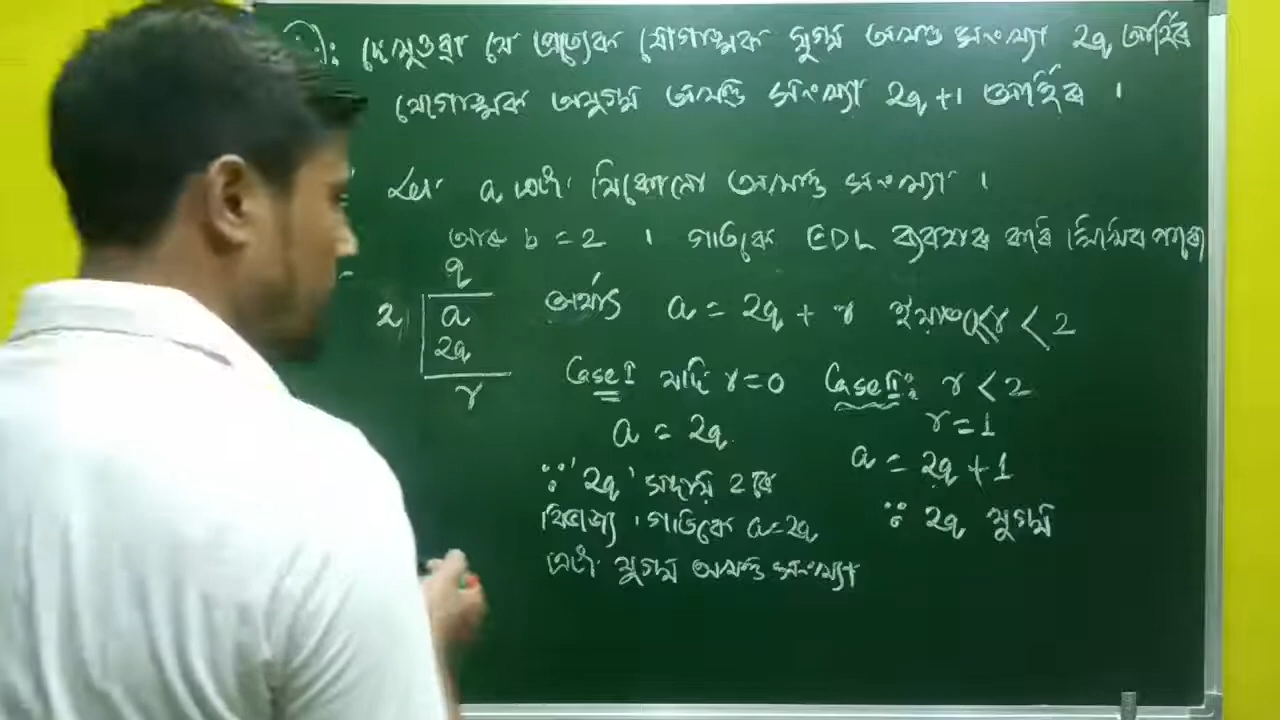 দেখুওৱা যে প্ৰত্যেক যোগাত্মক যুগ্ম অখণ্ড সংখ্যা 2q আৰ্হিৰ
যোগাত্মক অযুগ্ম অখণ্ড সংখ্যা 2q+1 আৰ্হিৰ ।
Let a এটা যিকোনো অখণ্ড সংখ্যা ।
আৰু b = 2 । গতিকে EDL ব্যৱহাৰ কৰি
q
2 a
2q
r
অৰ্থাৎ a = 2q + r ইয়াত 0≤r < 2
Case I যদি r = 0
a = 2q
∵ '2q' সদায় 2 ৰে
বিভাজ্য । গতিকে a = 2q
এটা যুগ্ম অখণ্ড সংখ্যা
Case II: r < 2
r = 1
a = 2q + 1
∵ 2q যুগ্ম